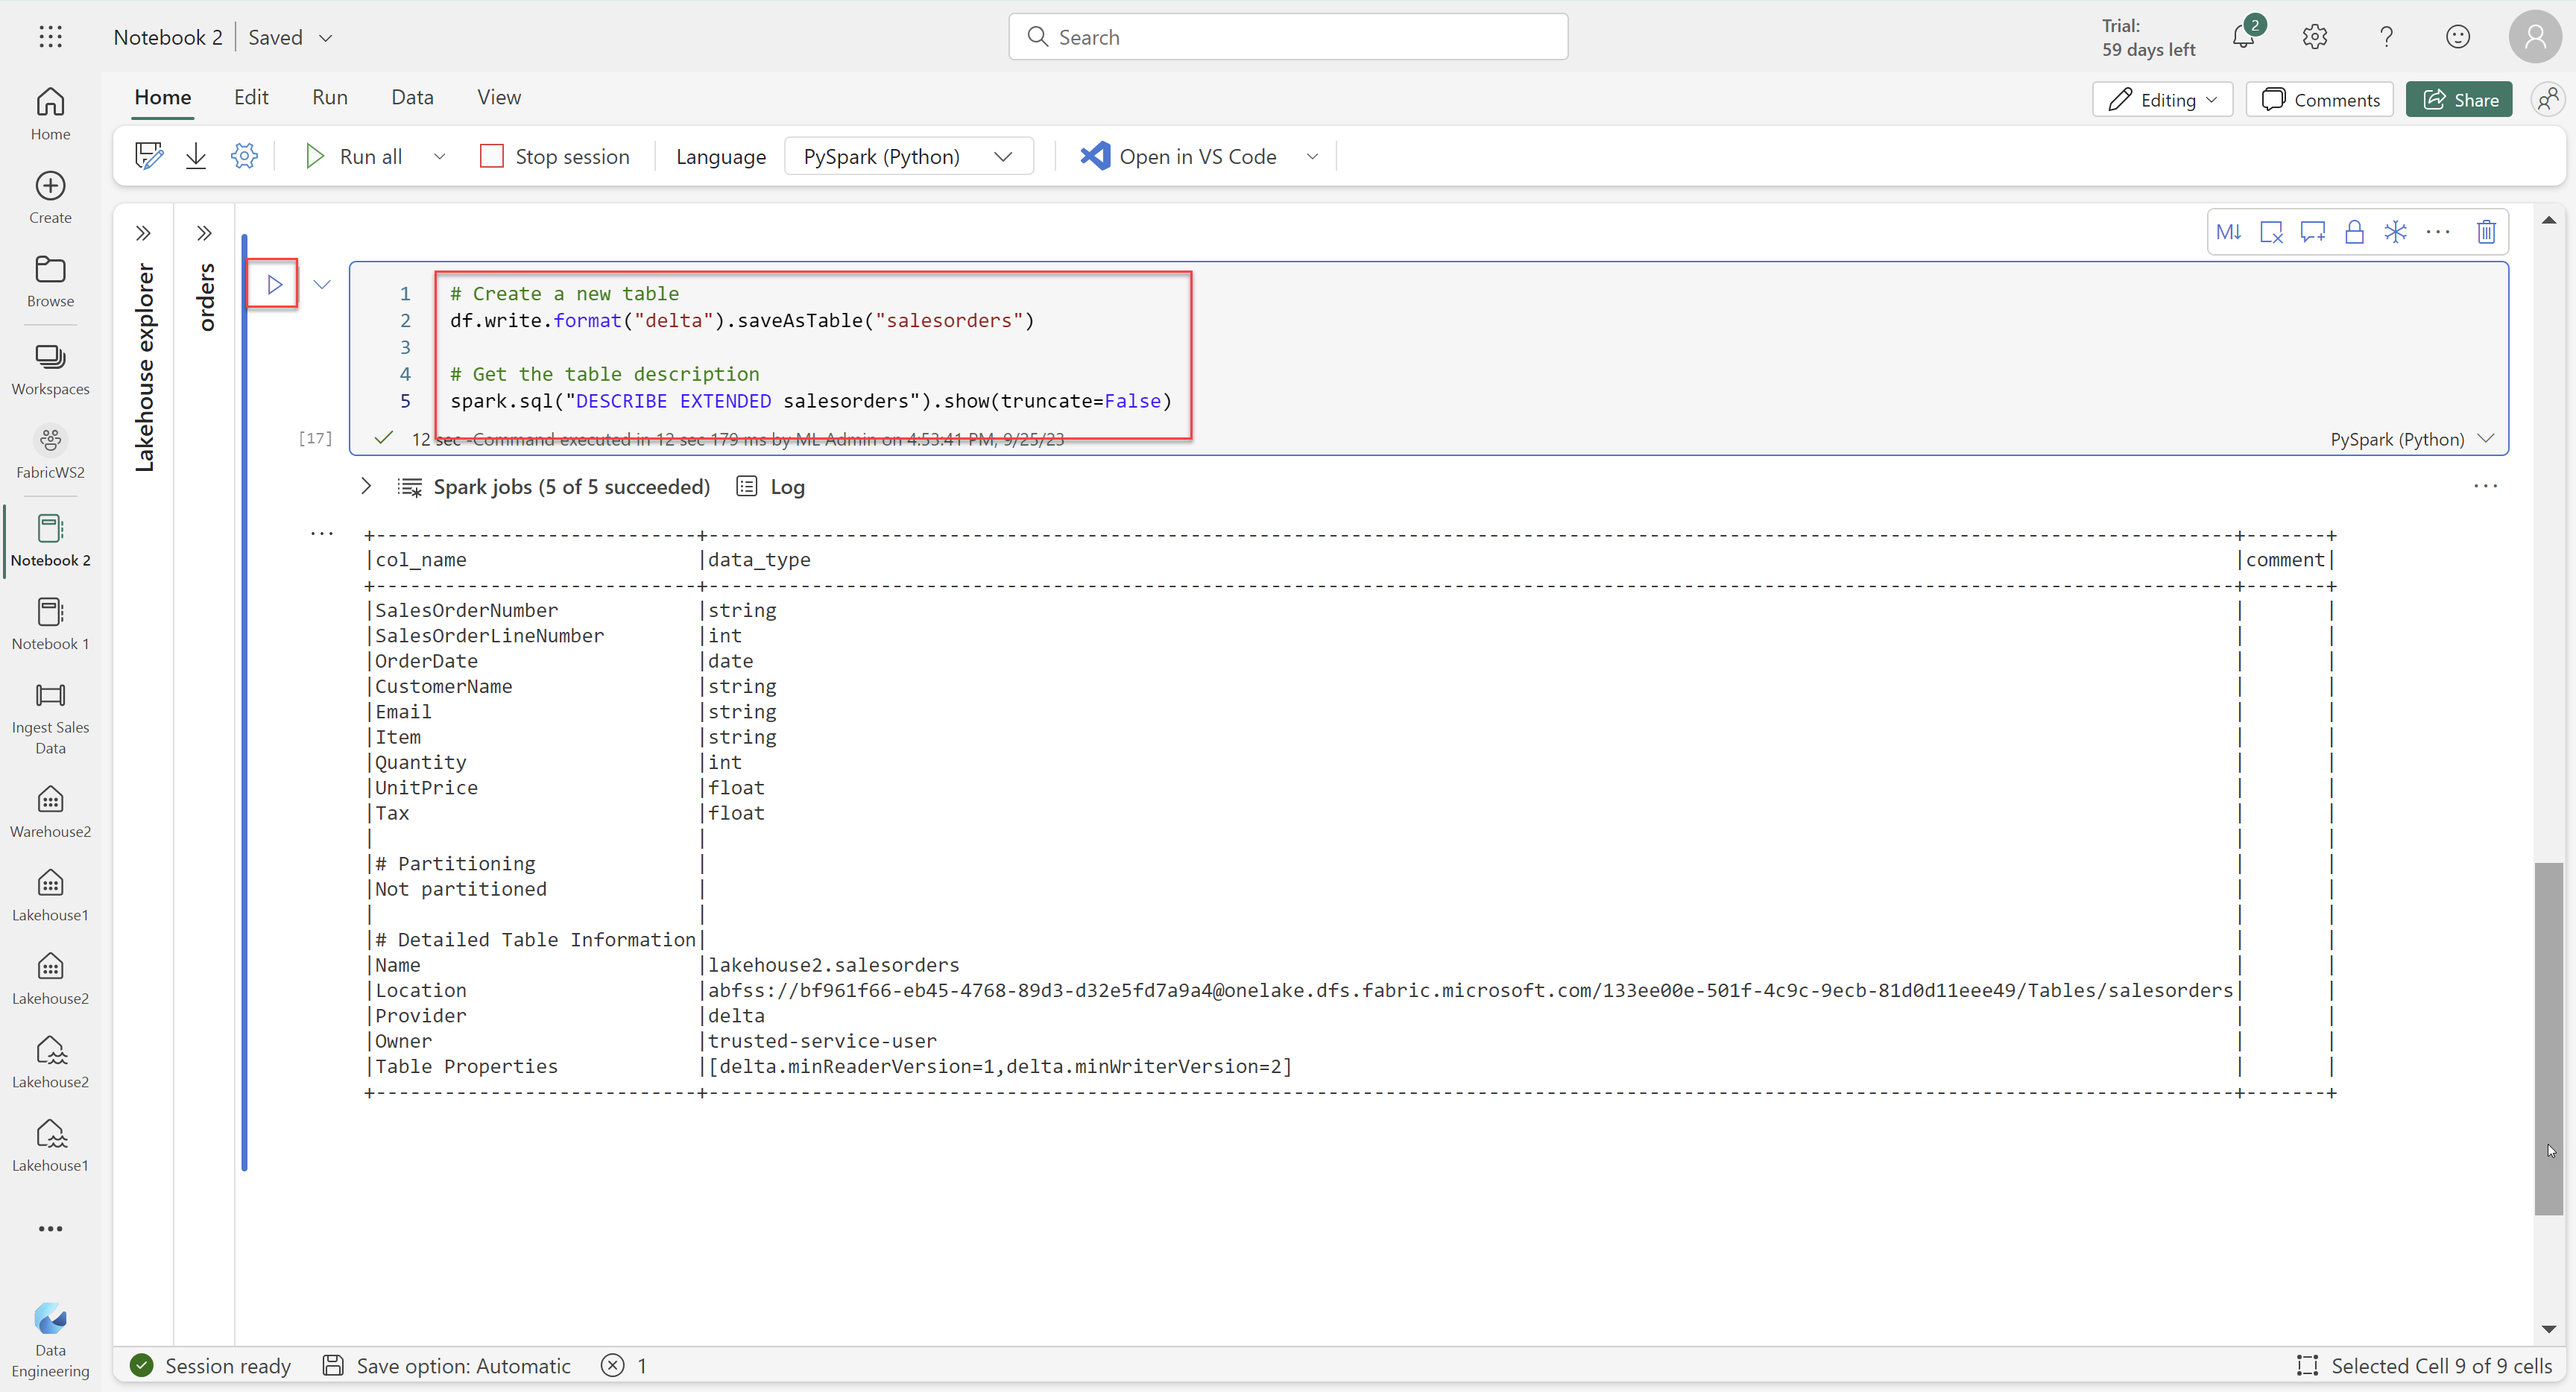 Notebook 2 Saved
Search
Trial:
59 days left
2
Home Edit Run Data View
Editing Comments Share
Run all Stop session Language PySpark (Python) Open in VS Code
Home
Create
Browse
Workspaces
FabricWS2
Notebook 2
Notebook 1
Ingest Sales
Data
Warehouse2
Lakehouse1
Lakehouse2
Lakehouse2
Lakehouse1
Data
Engineering
Lakehouse explorer
orders
M↓
1 # Create a new table
2 df.write.format("delta").saveAsTable("salesorders")
3
4 # Get the table description
5 spark.sql("DESCRIBE EXTENDED salesorders").show(truncate=False)
[17] 12 sec -Command executed in 12 sec 179 ms by ML Admin on 4:53:41 PM, 9/25/23 PySpark (Python)
Spark jobs (5 of 5 succeeded) Log
+----------------------------+--------------------------------------------------------------------------------------------------------------------------------------+-------+
|col_name |data_type |comment|
+----------------------------+--------------------------------------------------------------------------------------------------------------------------------------+-------+
|SalesOrderNumber |string | |
|SalesOrderLineNumber |int | |
|OrderDate |date | |
|CustomerName |string | |
|Email |string | |
|Item |string | |
|Quantity |int | |
|UnitPrice |float | |
|Tax |float | |
| | | |
|# Partitioning | | |
|Not partitioned | | |
| | | |
|# Detailed Table Information| | |
|Name |lakehouse2.salesorders | |
|Location |abfss://bf961f66-eb45-4768-89d3-d32e5fd7a9a4@onelake.dfs.fabric.microsoft.com/133ee00e-501f-4c9c-9ecb-81d0d11eee49/Tables/salesorders| |
|Provider |delta | |
|Owner |trusted-service-user | |
|Table Properties |[delta.minReaderVersion=1,delta.minWriterVersion=2] | |
+----------------------------+--------------------------------------------------------------------------------------------------------------------------------------+-------+
Session ready Save option: Automatic 1 Selected Cell 9 of 9 cells